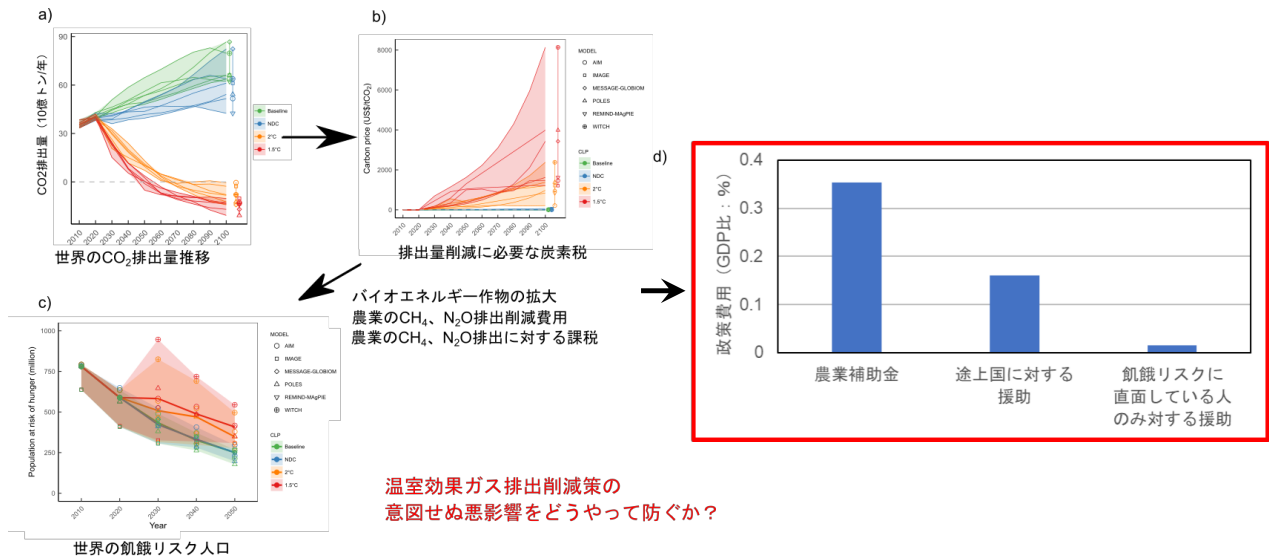 a)
CO2排出量（10億トン/年）
90
60
30
0
2010
2020
2030
2040
2050
2060
2070
2080
2090
2100
Baseline
NDC
2°C
1.5°C
世界のCO₂排出量推移
b)
Carbon price (US$/tCO₂)
8000
6000
4000
2000
0
2010
2020
2030
2040
2050
2060
2070
2080
2090
2100
MODEL
AIM
IMAGE
MESSAGE-GLOBIOM
POLES
REMIND-MAgPIE
WITCH
CLP
Baseline
NDC
2°C
1.5°C
排出量削減に必要な炭素税
バイオエネルギー作物の拡大
農業のCH₄、N₂O排出削減費用
農業のCH₄、N₂O排出に対する課税
c)
Population at risk of hunger (million)
1000
750
500
250
0
2010
2020
2030
2040
2050
Year
MODEL
AIM
IMAGE
MESSAGE-GLOBIOM
POLES
REMIND-MAgPIE
WITCH
CLP
Baseline
NDC
2°C
1.5°C
世界の飢餓リスク人口
d)
政策費用（GDP比：%）
0.4
0.3
0.2
0.1
0
農業補助金
途上国に対する
援助
飢餓リスクに
直面している人
のみ対する援助
温室効果ガス排出削減策の
意図せぬ悪影響をどうやって防ぐか？